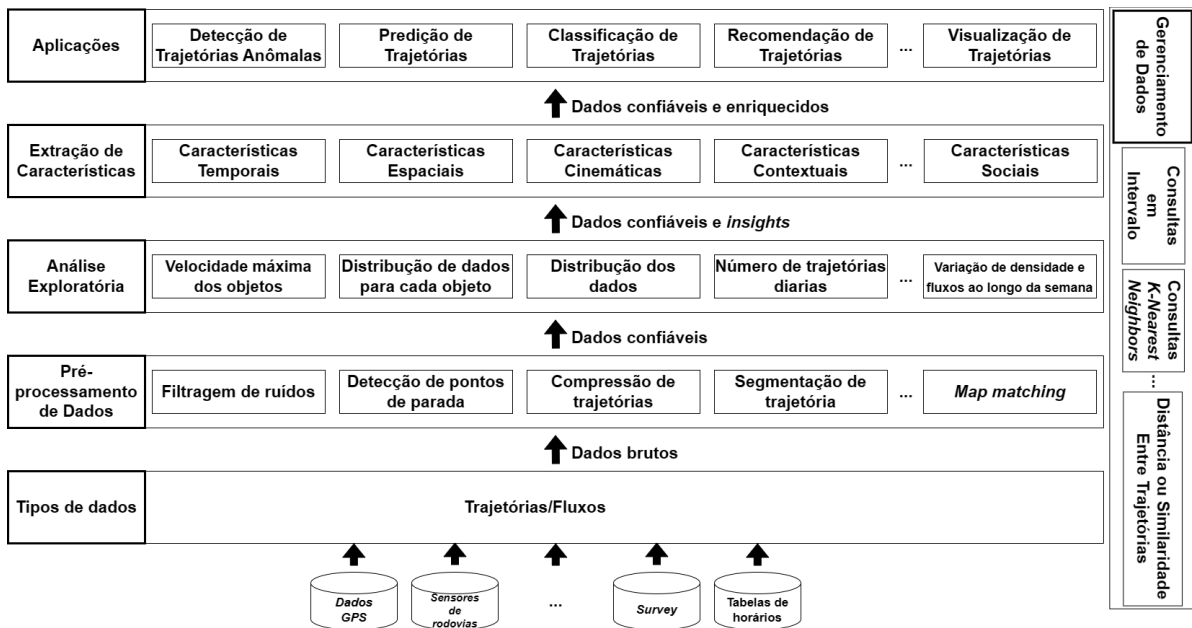 Aplicações
Detecção de
Trajetórias Anômalas
Predição de
Trajetórias
Classificação de
Trajetórias
Recomendação de
Trajetórias
...
Visualização de
Trajetórias
Dados confiáveis e enriquecidos
Extração de
Características
Características
Temporais
Características
Espaciais
Características
Cinemáticas
Características
Contextuais
...
Características
Sociais
Dados confiáveis e insights
Análise
Exploratória
Velocidade máxima
dos objetos
Distribução de dados
para cada objeto
Distribução dos
dados
Número de trajetórias
diarias
...
Variação de densidade e
fluxos ao longo da semana
Dados confiáveis
Pré-
processamento
de Dados
Filtragem de ruídos
Detecção de pontos
de parada
Compressão de
trajetórias
Segmentação de
trajetória
...
Map matching
Dados brutos
Tipos de dados
Trajetórias/Fluxos
Dados
GPS
Sensores
de
rodovias
...
Survey
Tabelas de
horários
Gerenciamento
de Dados
Consultas
em
Intervalo
Consultas
K-Nearest
Neighbors
...
Distância ou Similaridade
Entre Trajetórias